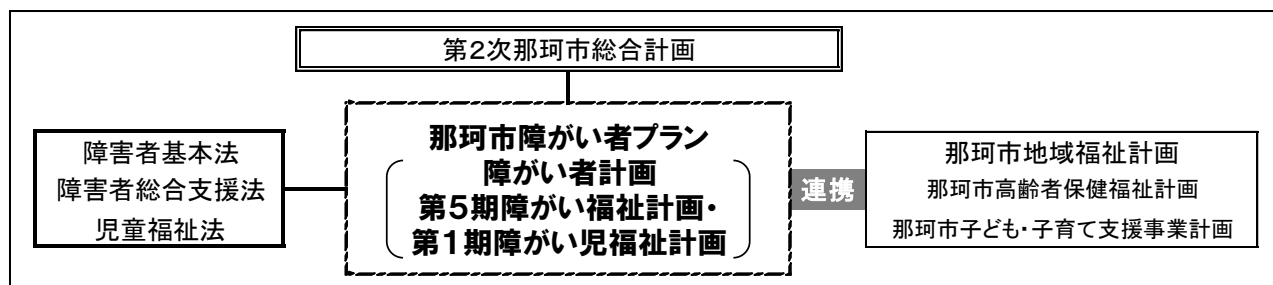 第2次那珂市総合計画
障害者基本法
障害者総合支援法
児童福祉法
那珂市障がい者プラン
障がい者計画
第5期障がい福祉計画・
第1期障がい児福祉計画
連携
那珂市地域福祉計画
那珂市高齢者保健福祉計画
那珂市子ども・子育て支援事業計画